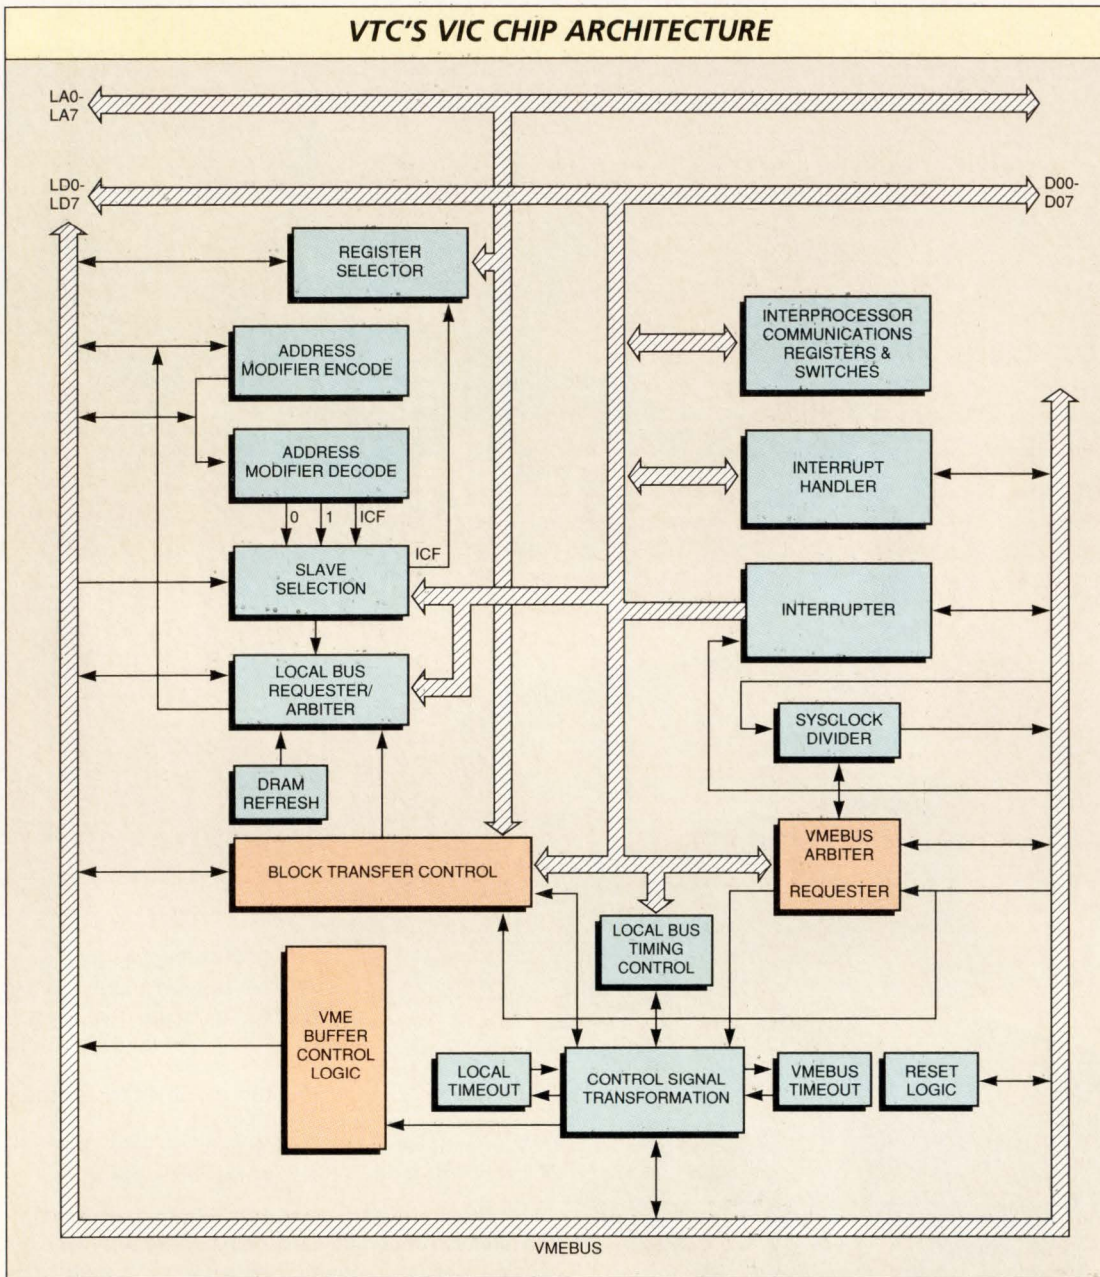 VTC'S VIC CHIP ARCHITECTURE
LA0-
LA7
LD0-
LD7
D00-
D07
REGISTER
SELECTOR
INTERPROCESSOR
COMMUNICATIONS
REGISTERS &
SWITCHES
ADDRESS
MODIFIER ENCODE
ADDRESS
MODIFIER DECODE
INTERRUPT
HANDLER
0
1
ICF
ICF
SLAVE
SELECTION
INTERRUPTER
LOCAL BUS
REQUESTER/
ARBITER
SYSCLOCK
DIVIDER
DRAM
REFRESH
BLOCK TRANSFER CONTROL
VMEBUS
ARBITER
REQUESTER
LOCAL BUS
TIMING
CONTROL
VME
BUFFER
CONTROL
LOGIC
LOCAL
TIMEOUT
CONTROL SIGNAL
TRANSFORMATION
VMEBUS
TIMEOUT
RESET
LOGIC
VMEBUS